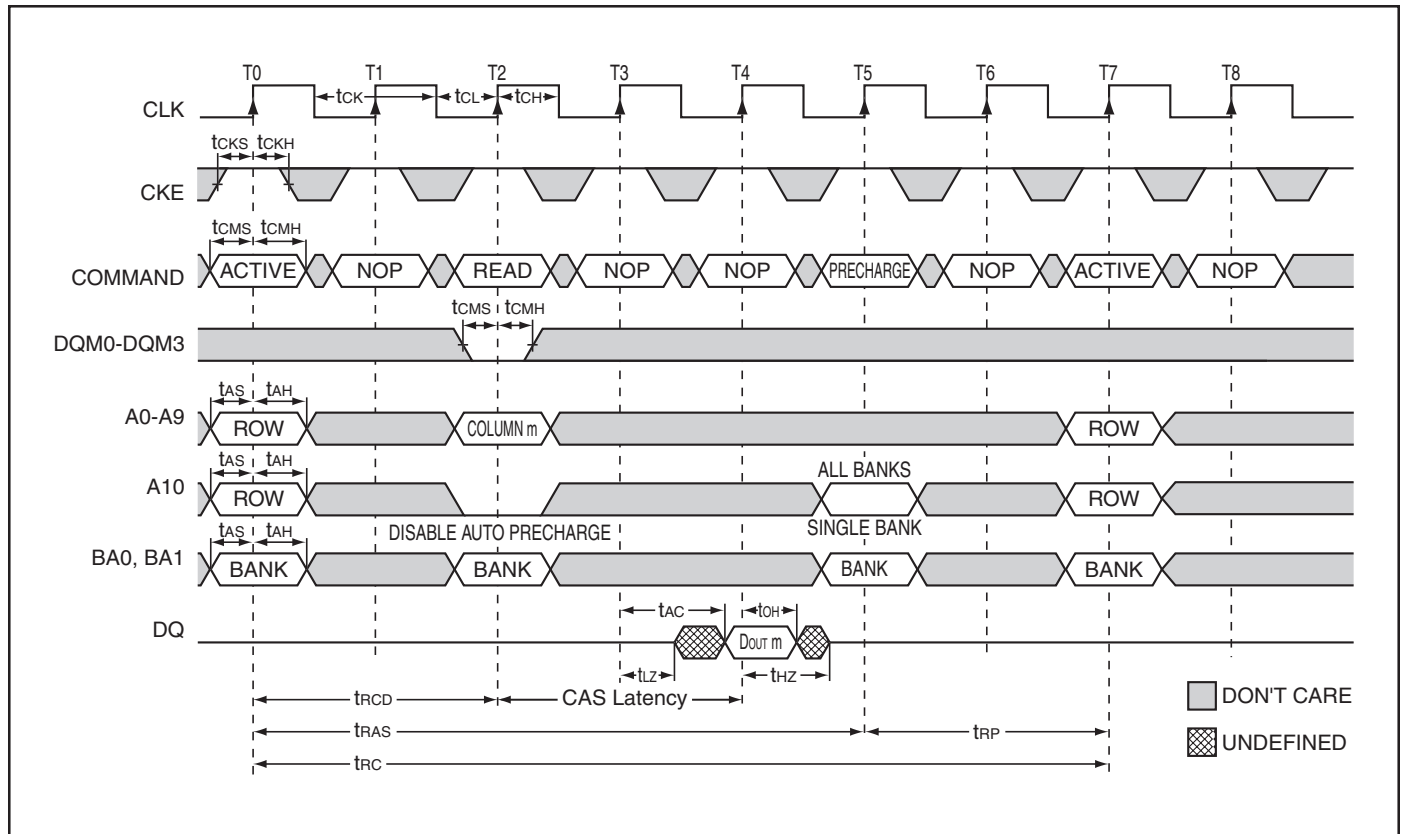 T0 T1 T2 T3 T4 T5 T6 T7 T8
CLK tCK tCL tCH
tCKS tCKH
CKE
tCMS tCMH
COMMAND ACTIVE NOP READ NOP NOP PRECHARGE NOP ACTIVE NOP
tCMS tCMH
DQM0-DQM3
tAS tAH
A0-A9 ROW COLUMN m ROW
tAS tAH ALL BANKS
A10 ROW ROW
DISABLE AUTO PRECHARGE SINGLE BANK
tAS tAH
BA0, BA1 BANK BANK BANK BANK
tAC tOH
DQ DOUT m
tLZ tHZ
tRCD CAS Latency
DON'T CARE
tRAS tRP
UNDEFINED
tRC